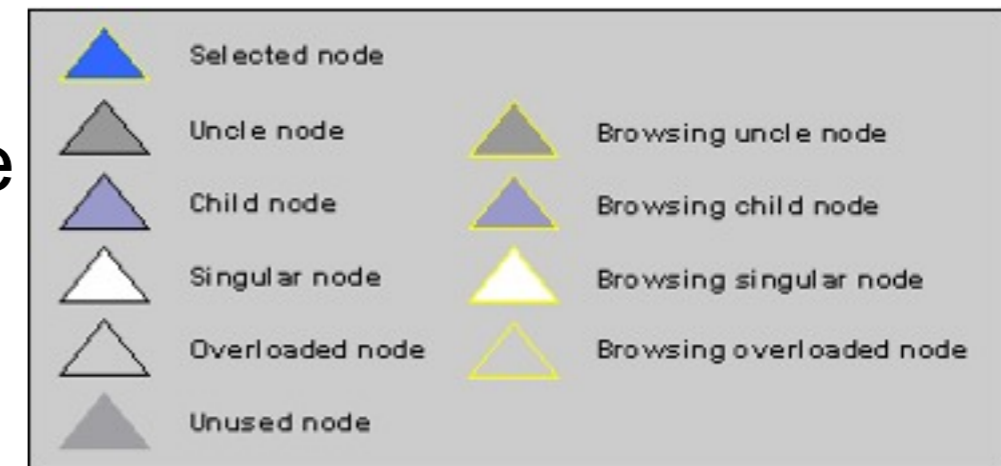 e
Selected node
Uncle node
Browsing uncle node
Child node
Browsing child node
Singular node
Browsing singular node
Overloaded node
Browsing overloaded node
Unused node